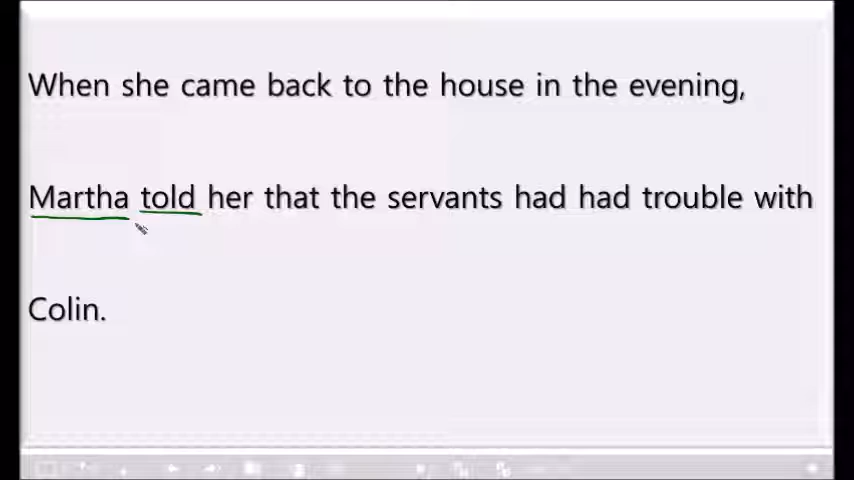 When she came back to the house in the evening,
Martha told her that the servants had had trouble with
Colin.